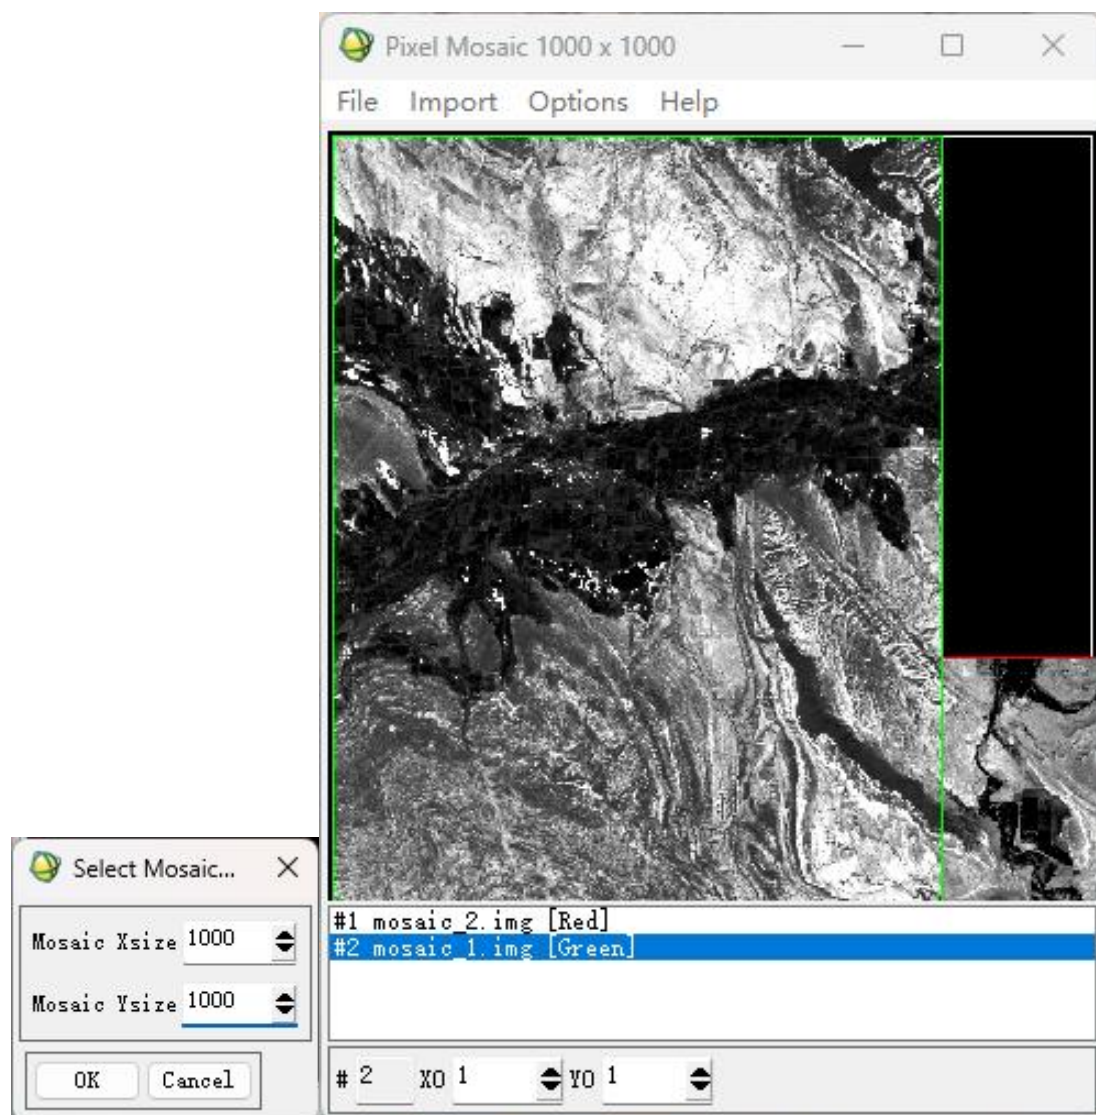 Pixel Mosaic 1000 x 1000
File Import Options Help
#1 mosaic_2.img [Red]
#2 mosaic_1.img [Green]
# 2 XO 1 YO 1
Select Mosaic...
Mosaic Xsize 1000
Mosaic Ysize 1000
OK Cancel